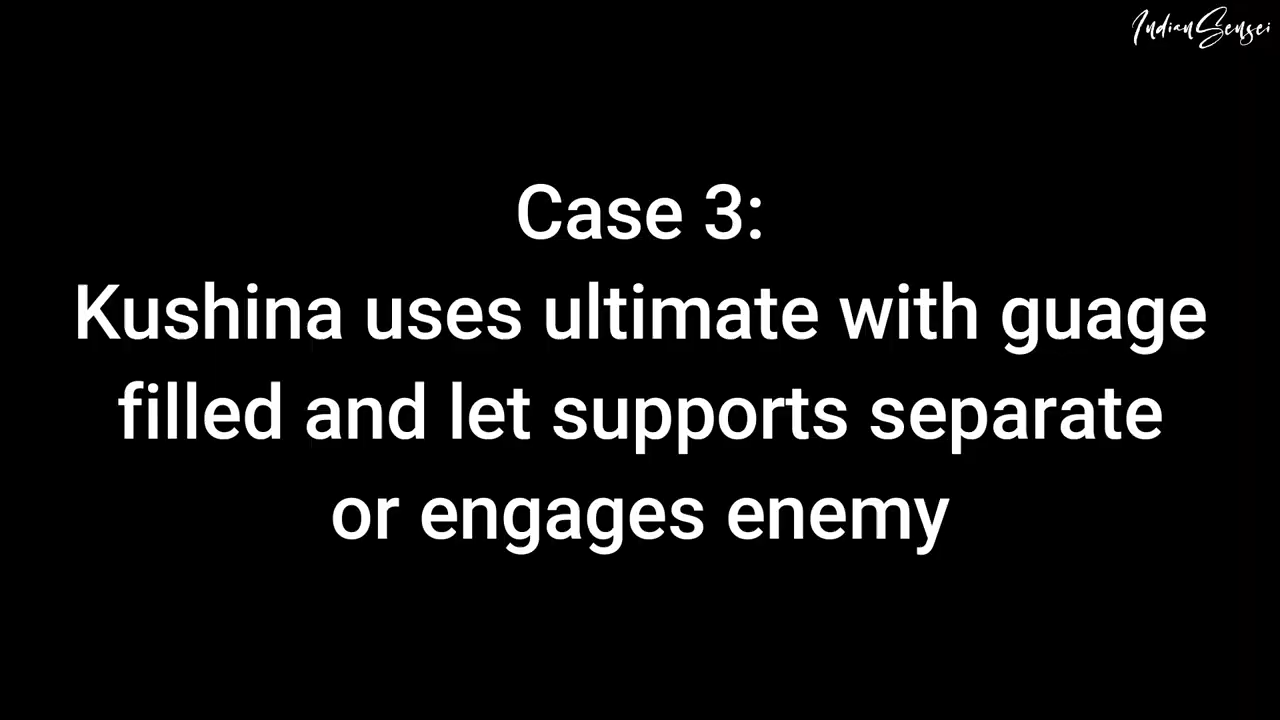 IndianSensei
Case 3:
Kushina uses ultimate with guage
filled and let supports separate
or engages enemy